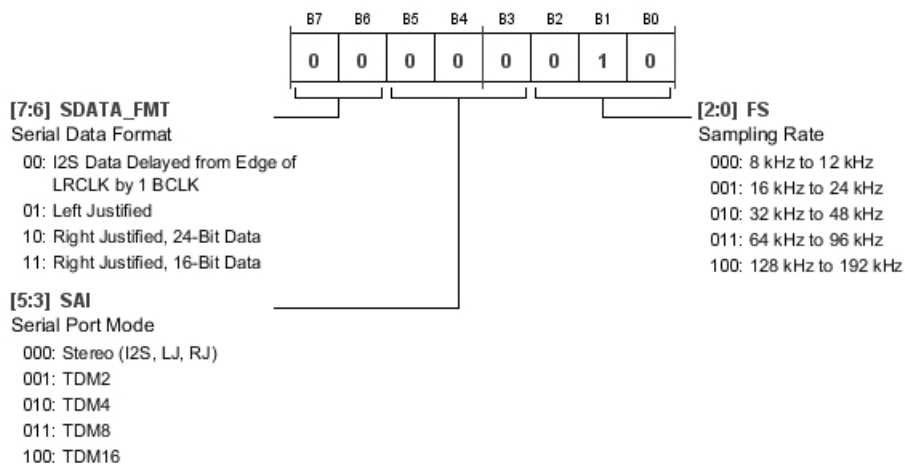 B7 B6 B5 B4 B3 B2 B1 B0
0 0 0 0 0 0 1 0
[7:6] SDATA_FMT
Serial Data Format
00: I2S Data Delayed from Edge of
LRCLK by 1 BCLK
01: Left Justified
10: Right Justified, 24-Bit Data
11: Right Justified, 16-Bit Data
[5:3] SAI
Serial Port Mode
000: Stereo (I2S, LJ, RJ)
001: TDM2
010: TDM4
011: TDM8
100: TDM16
[2:0] FS
Sampling Rate
000: 8 kHz to 12 kHz
001: 16 kHz to 24 kHz
010: 32 kHz to 48 kHz
011: 64 kHz to 96 kHz
100: 128 kHz to 192 kHz